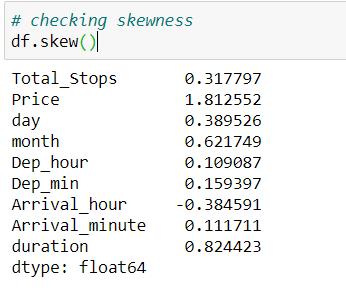 # checking skewness
df.skew()
Total_Stops 0.317797
Price 1.812552
day 0.389526
month 0.621749
Dep_hour 0.109087
Dep_min 0.159397
Arrival_hour -0.384591
Arrival_minute 0.111711
duration 0.824423
dtype: float64